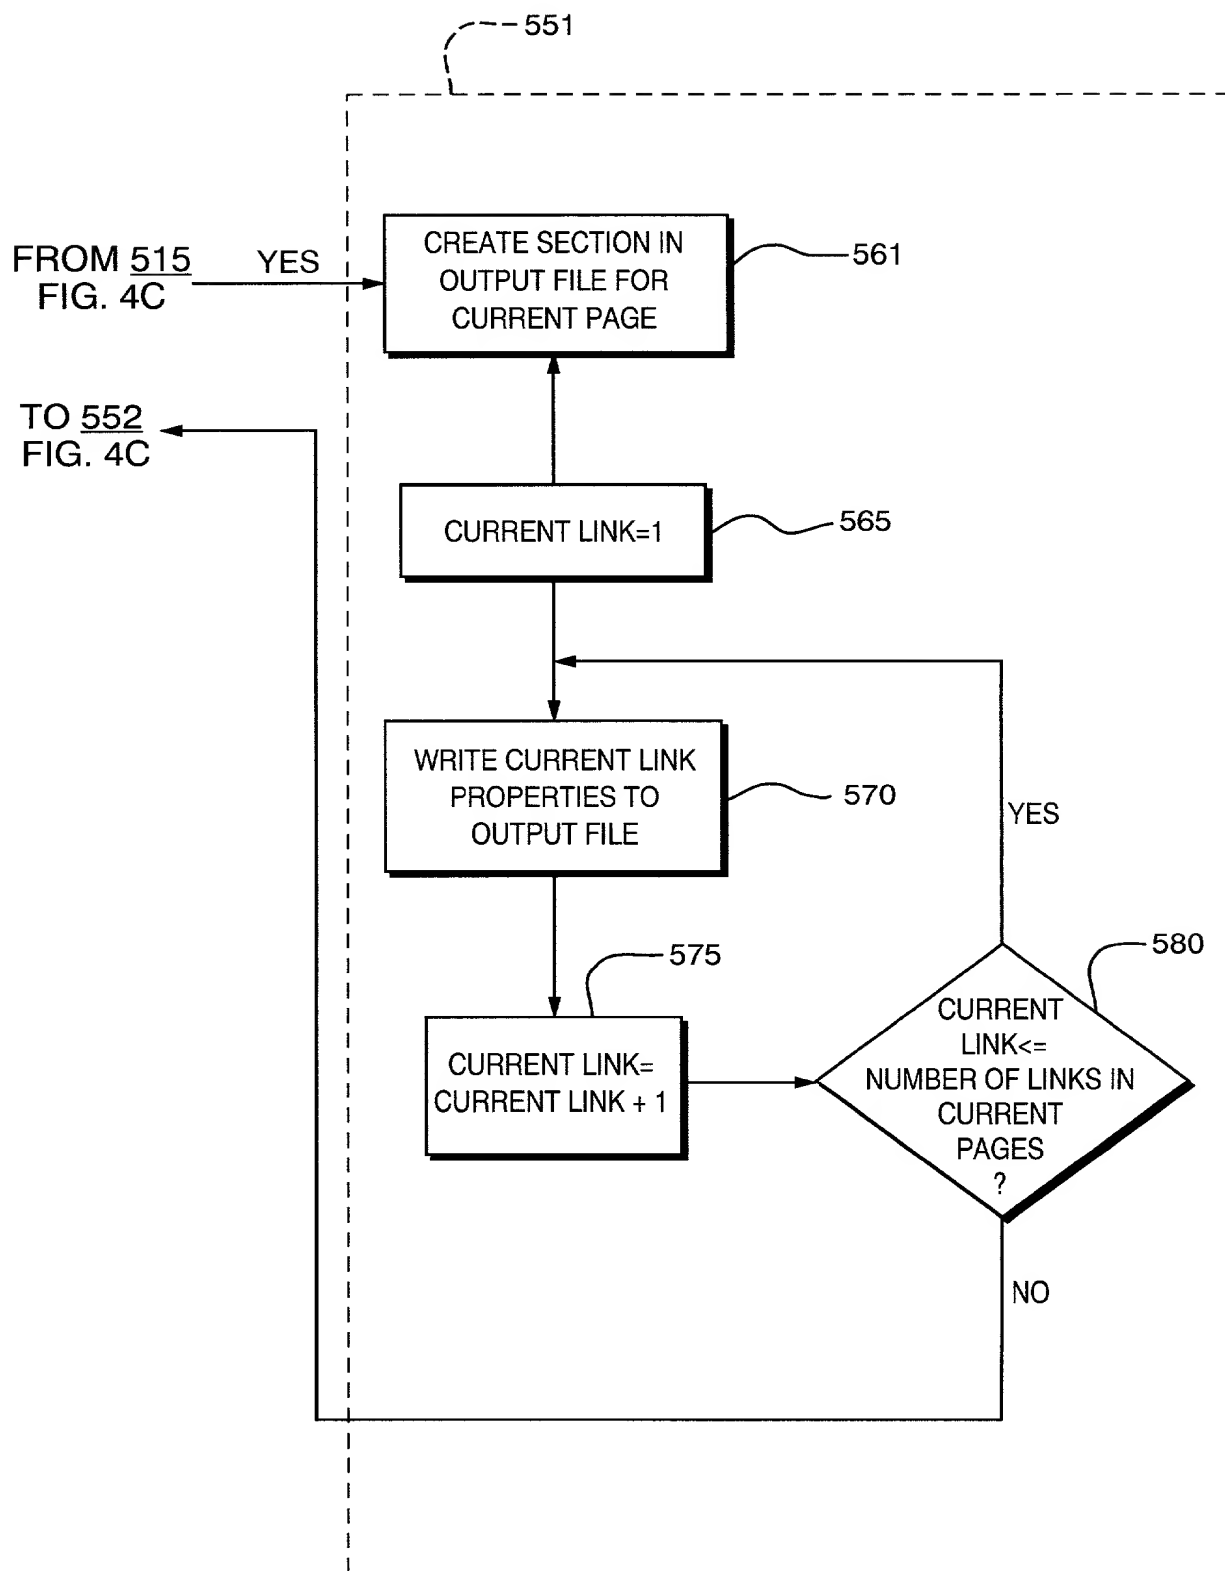 551
CREATE SECTION IN
OUTPUT FILE FOR
CURRENT PAGE
561
FROM 515
FIG. 4C
YES
TO 552
FIG. 4C
CURRENT LINK=1
565
WRITE CURRENT LINK
PROPERTIES TO
OUTPUT FILE
570
YES
575
580
CURRENT LINK=
CURRENT LINK + 1
CURRENT
LINK<=
NUMBER OF LINKS IN
CURRENT
PAGES
?
NO